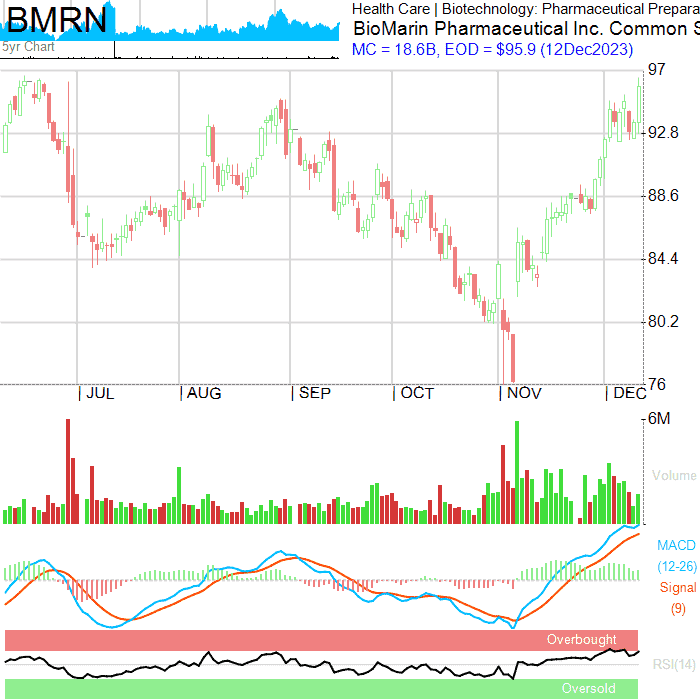 BMRN
5yr Chart
Health Care | Biotechnology: Pharmaceutical Prepara
BioMarin Pharmaceutical Inc. Common S
MC = 18.6B, EOD = $95.9 (12Dec2023)
97
92.8
88.6
84.4
80.2
76
| JUL | AUG | SEP | OCT | NOV | DEC
6M
Volume
MACD
(12-26)
Signal
(9)
Overbought
RSI(14)
Oversold